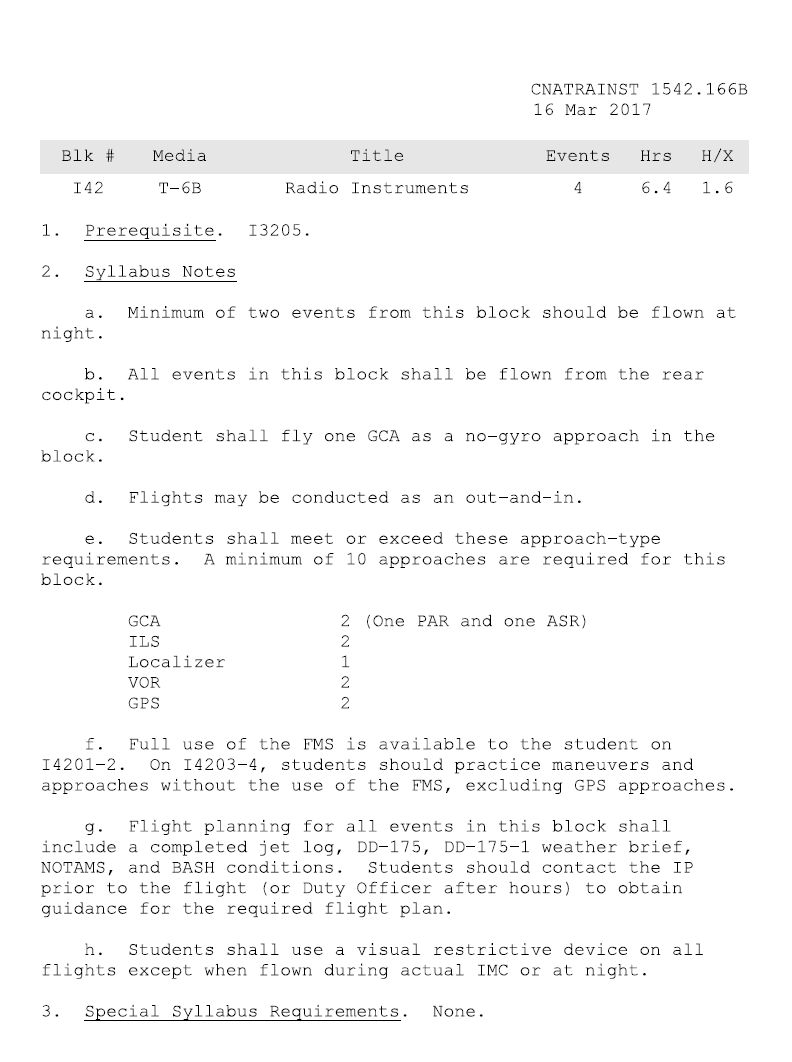 CNATRAINST 1542.166B
16 Mar 2017
Blk # Media Title Events Hrs H/X
I42 T-6B Radio Instruments 4 6.4 1.6
1. Prerequisite. I3205.
2. Syllabus Notes
a. Minimum of two events from this block should be flown at
night.
b. All events in this block shall be flown from the rear
cockpit.
c. Student shall fly one GCA as a no-gyro approach in the
block.
d. Flights may be conducted as an out-and-in.
e. Students shall meet or exceed these approach-type
requirements. A minimum of 10 approaches are required for this
block.
GCA 2 (One PAR and one ASR)
ILS 2
Localizer 1
VOR 2
GPS 2
f. Full use of the FMS is available to the student on
I4201-2. On I4203-4, students should practice maneuvers and
approaches without the use of the FMS, excluding GPS approaches.
g. Flight planning for all events in this block shall
include a completed jet log, DD-175, DD-175-1 weather brief,
NOTAMS, and BASH conditions. Students should contact the IP
prior to the flight (or Duty Officer after hours) to obtain
guidance for the required flight plan.
h. Students shall use a visual restrictive device on all
flights except when flown during actual IMC or at night.
3. Special Syllabus Requirements. None.